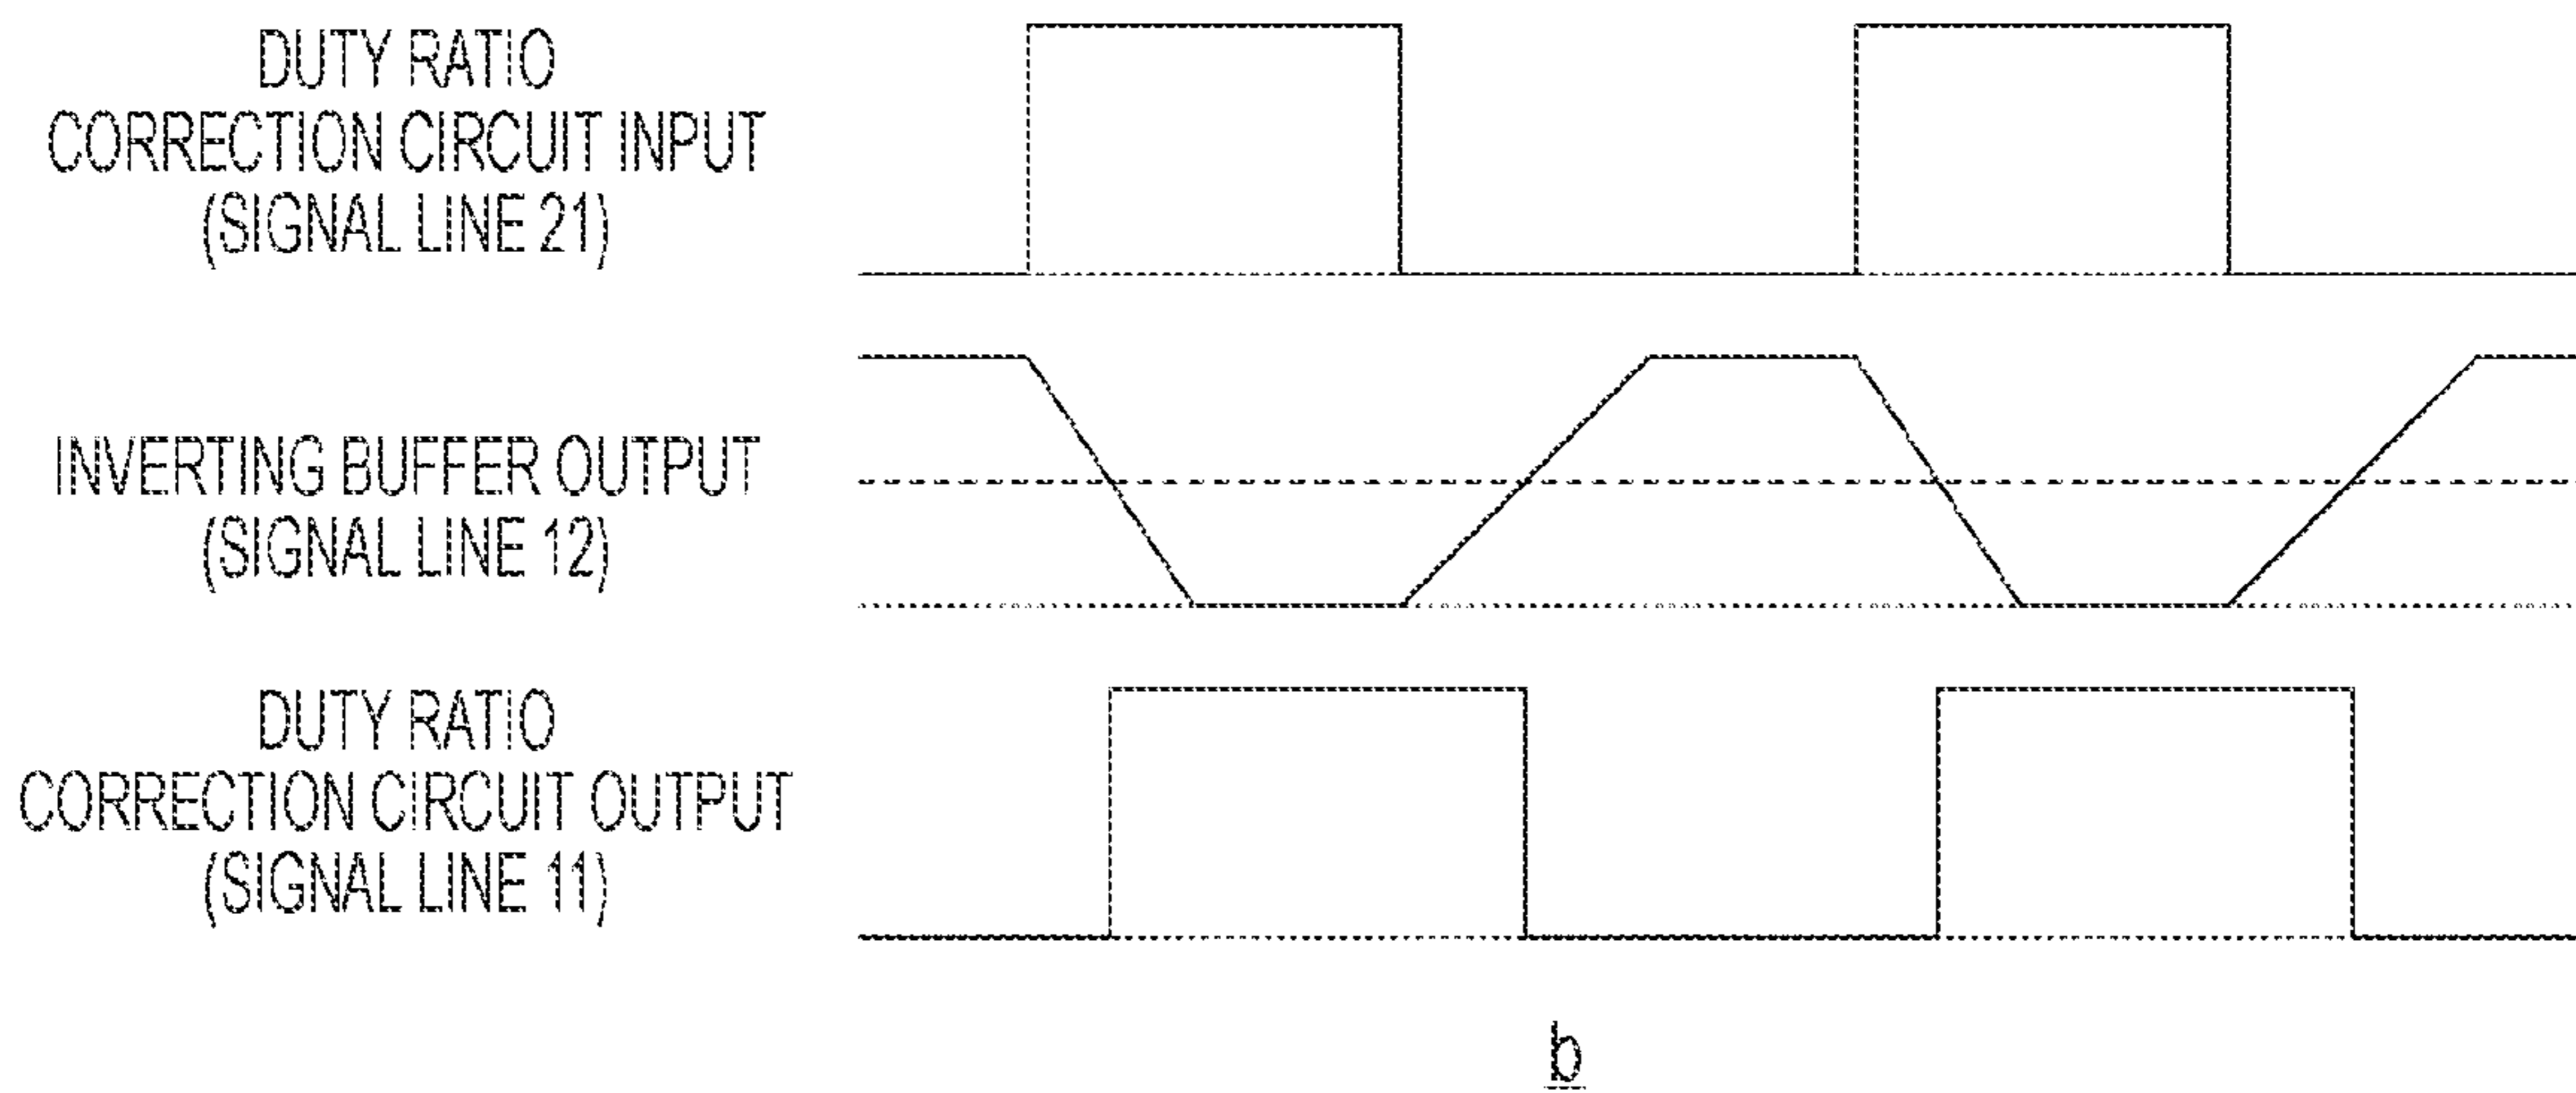 DUTY RATIO
CORRECTION CIRCUIT INPUT
(SIGNAL LINE 21)
INVERTING BUFFER OUTPUT
(SIGNAL LINE 12)
DUTY RATIO
CORRECTION CIRCUIT OUTPUT
(SIGNAL LINE 11)
b